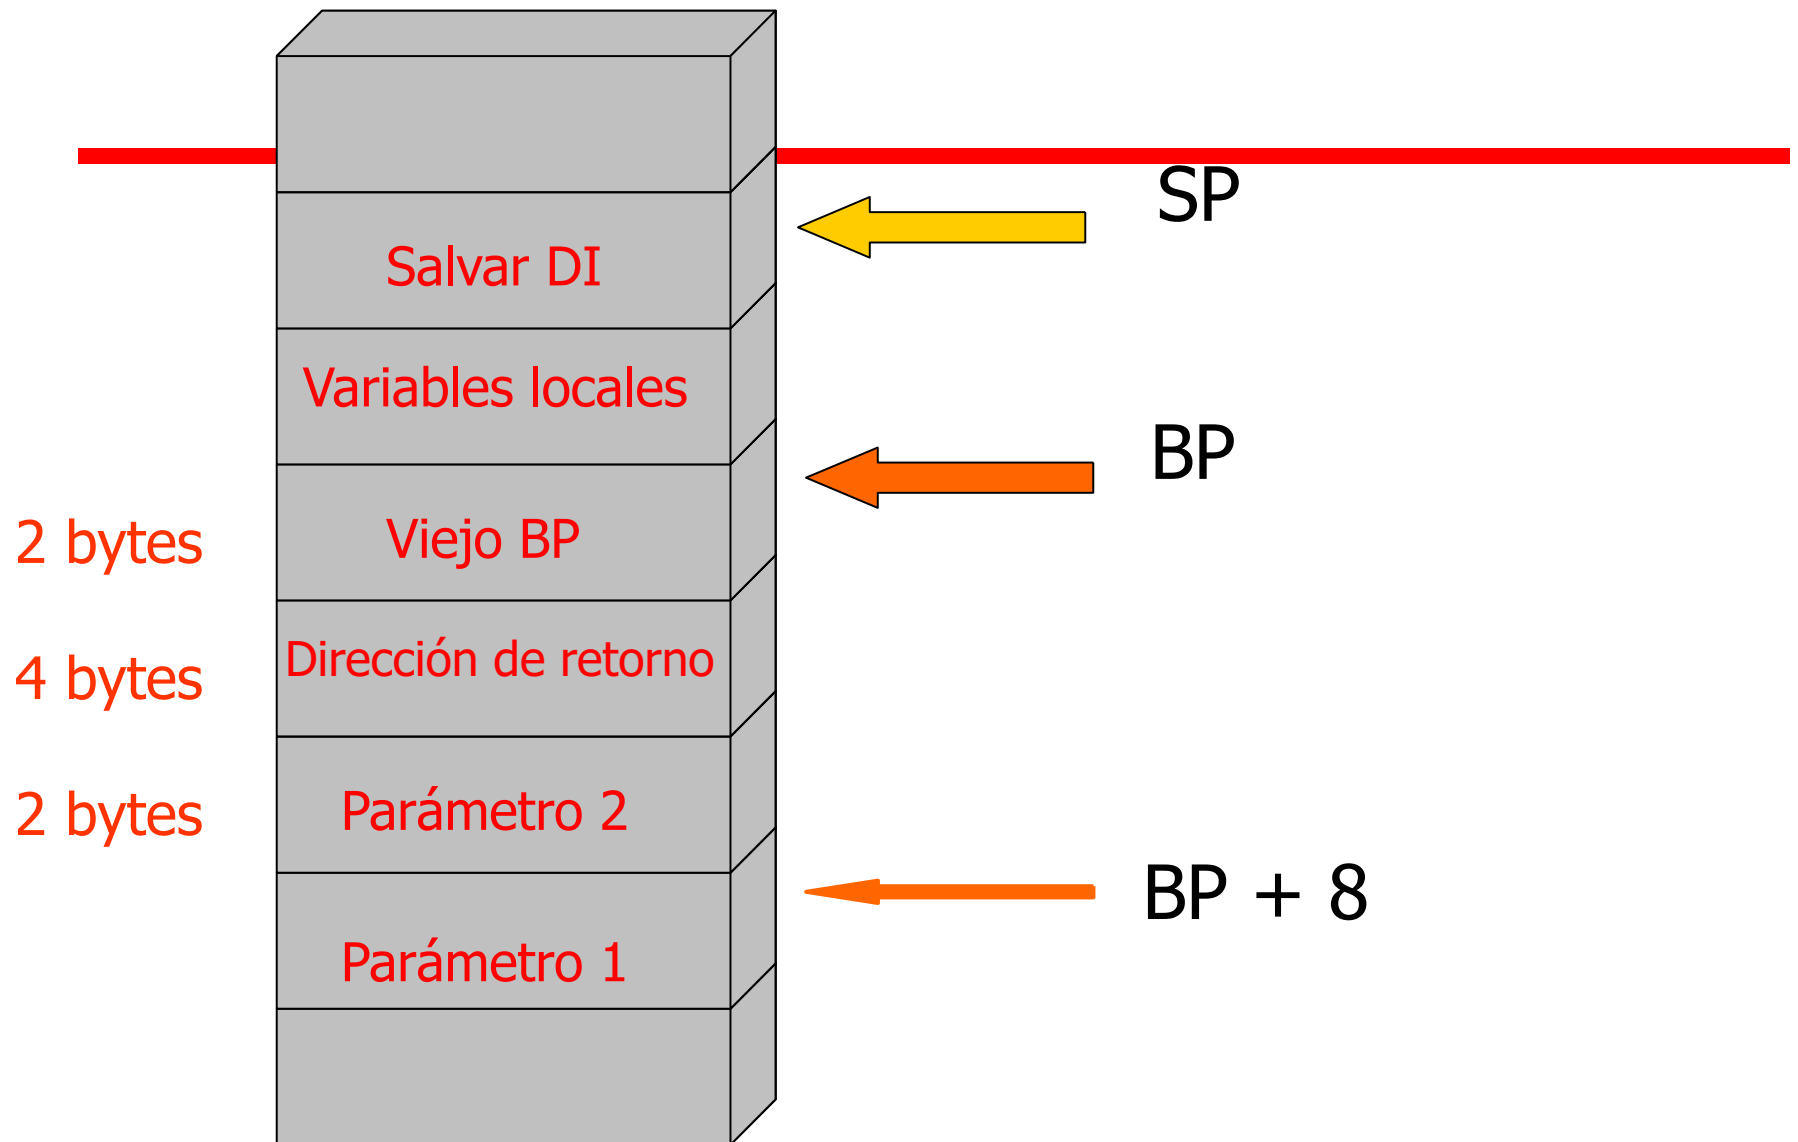 SP
Salvar DI
Variables locales
BP
2 bytes
Viejo BP
4 bytes
Dirección de retorno
2 bytes
Parámetro 2
BP + 8
Parámetro 1